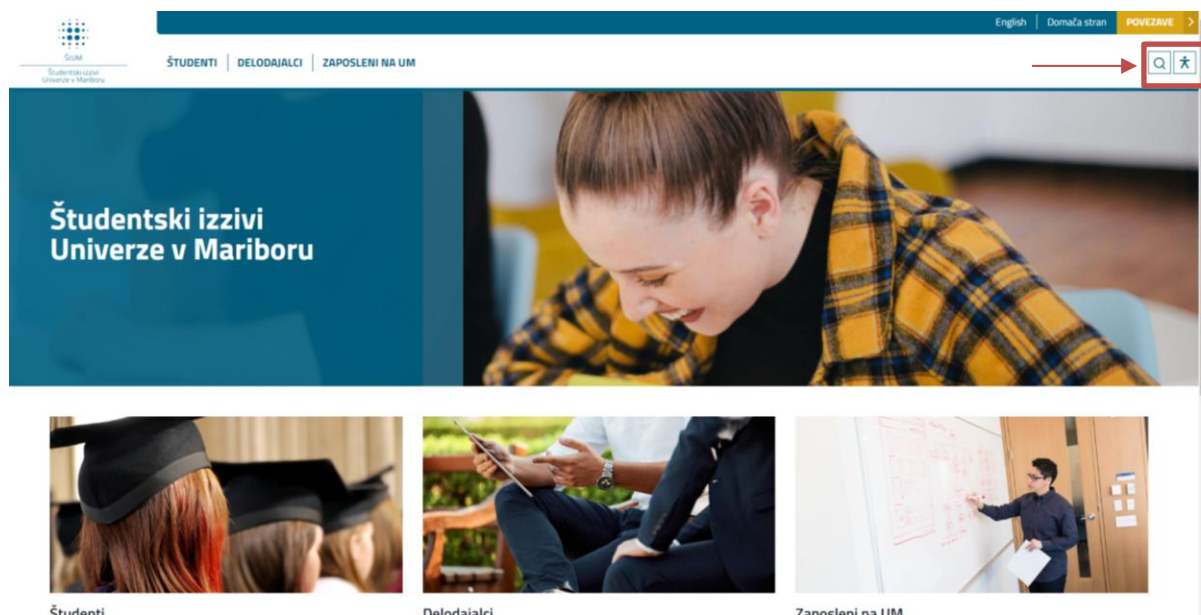 English
Domača stran
POVEZAVE
ŠIUM
Študentski izzivi
Univerze v Mariboru
ŠTUDENTI
DELODAJALCI
ZAPOSLENI NA UM
Študentski izzivi
Univerze v Mariboru
Študenti
Delodajalci
Zaposleni na UM